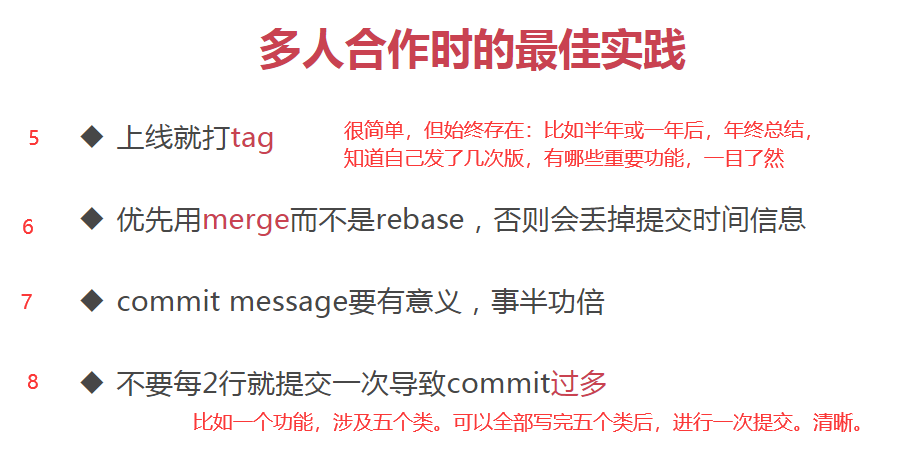 多人合作时的最佳实践
5 ◆ 上线就打tag 很简单，但始终存在：比如半年或一年后，年终总结，
知道自己发了几次版，有哪些重要功能，一目了然
6 ◆ 优先用merge而不是rebase，否则会丢掉提交时间信息
7 ◆ commit message要有意义，事半功倍
8 ◆ 不要每2行就提交一次导致commit过多
比如一个功能，涉及五个类。可以全部写完五个类后，进行一次提交。清晰。